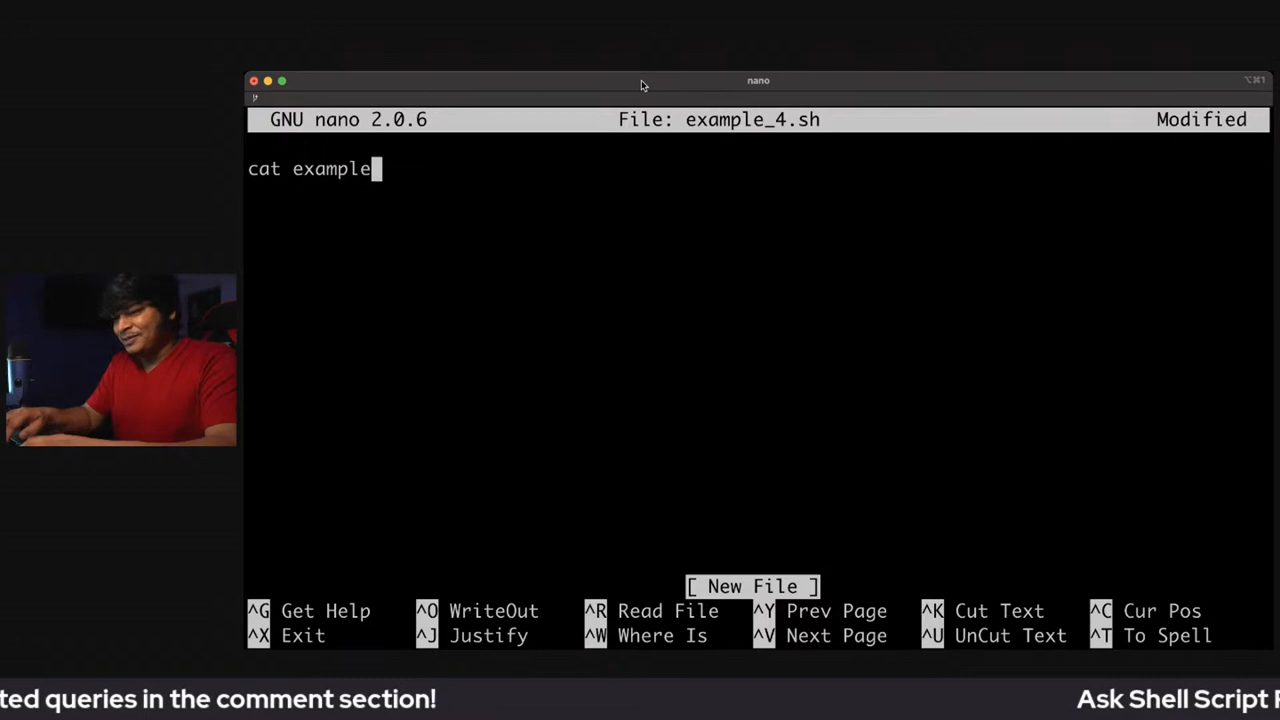 nano
⌥⌘1
GNU nano 2.0.6 File: example_4.sh Modified
cat example
[ New File ]
^G Get Help ^O WriteOut ^R Read File ^Y Prev Page ^K Cut Text ^C Cur Pos
^X Exit ^J Justify ^W Where Is ^V Next Page ^U UnCut Text ^T To Spell
ted queries in the comment section! Ask Shell Script